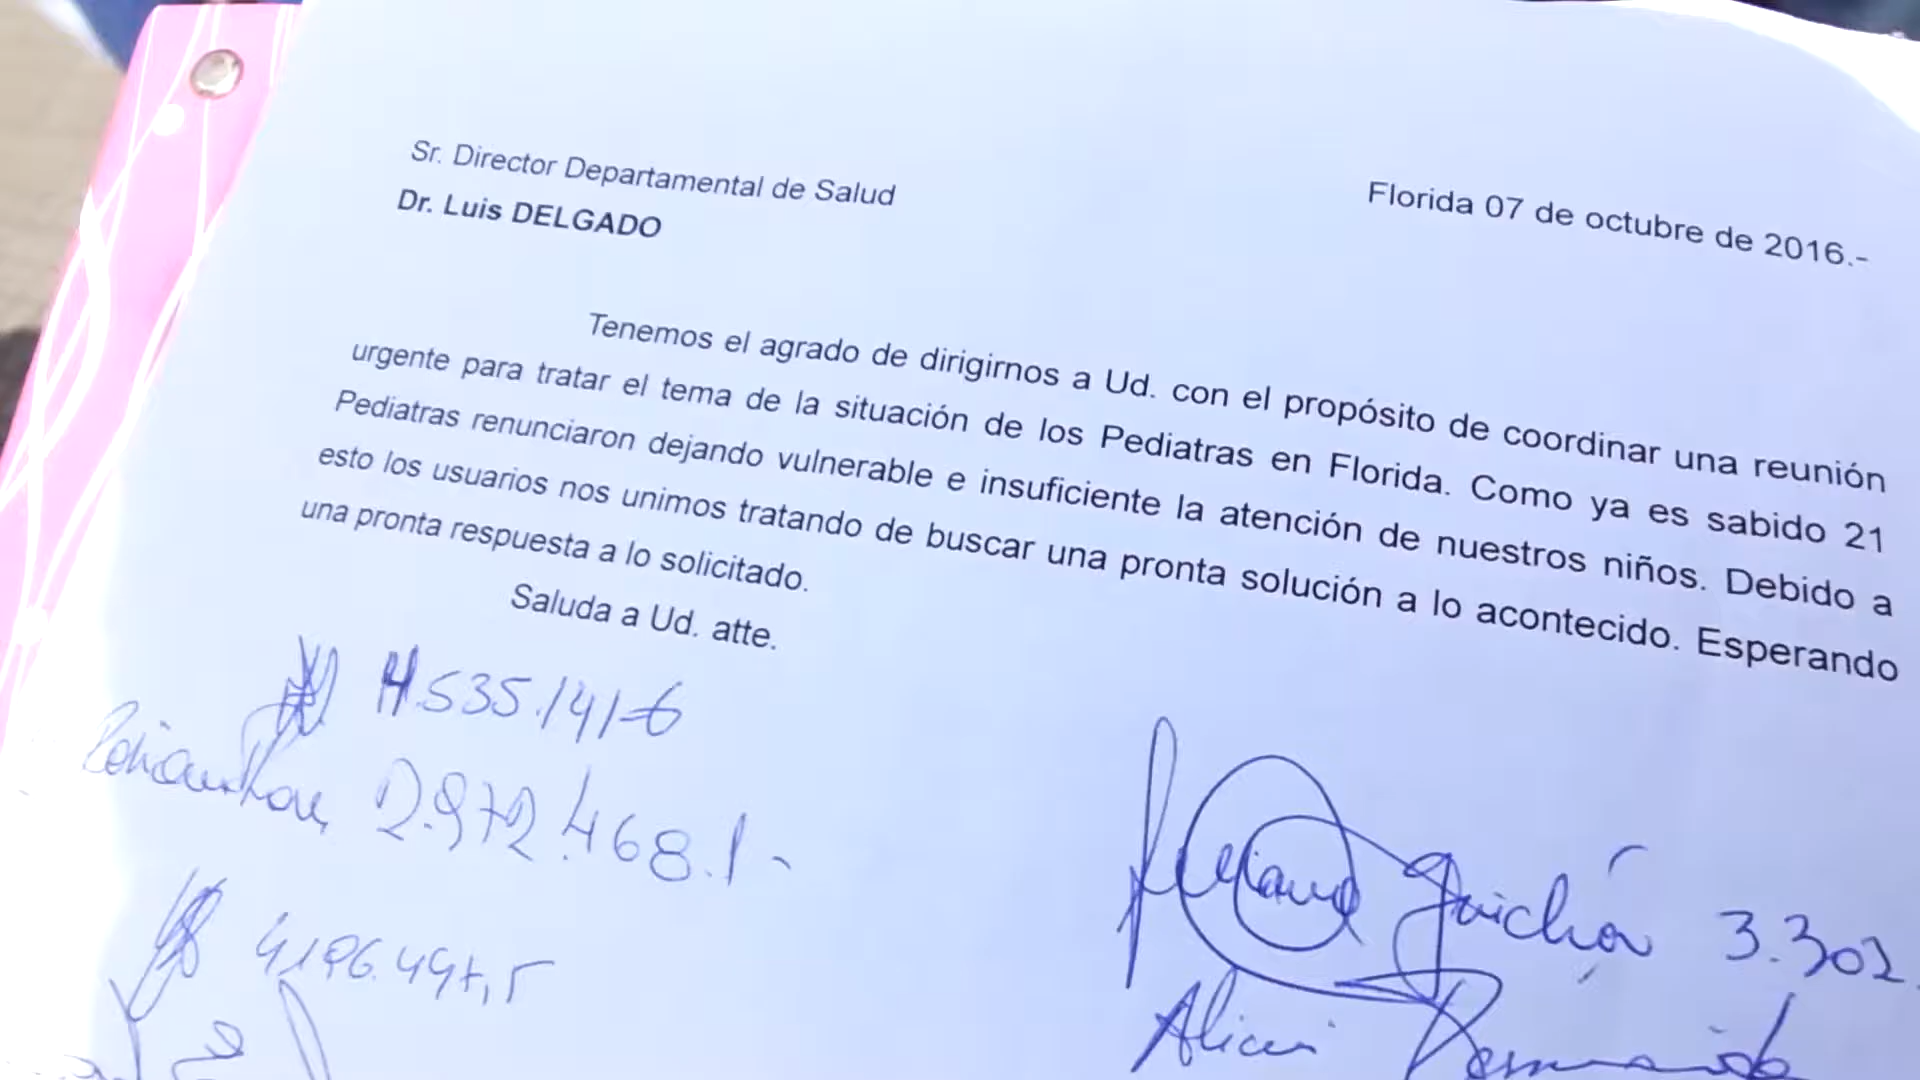 Sr. Director Departamental de Salud
Dr. Luis DELGADO
Florida 07 de octubre de 2016.-
Tenemos el agrado de dirigirnos a Ud. con el propósito de coordinar una reunión
urgente para tratar el tema de la situación de los Pediatras en Florida. Como ya es sabido 21
Pediatras renunciaron dejando vulnerable e insuficiente la atención de nuestros niños. Debido a
esto los usuarios nos unimos tratando de buscar una pronta solución a lo acontecido. Esperando
una pronta respuesta a lo solicitado.
Saluda a Ud. atte.
4.535.141-6
2.972.468.1-
4196.497,5
Guichón 3.302
Alicia